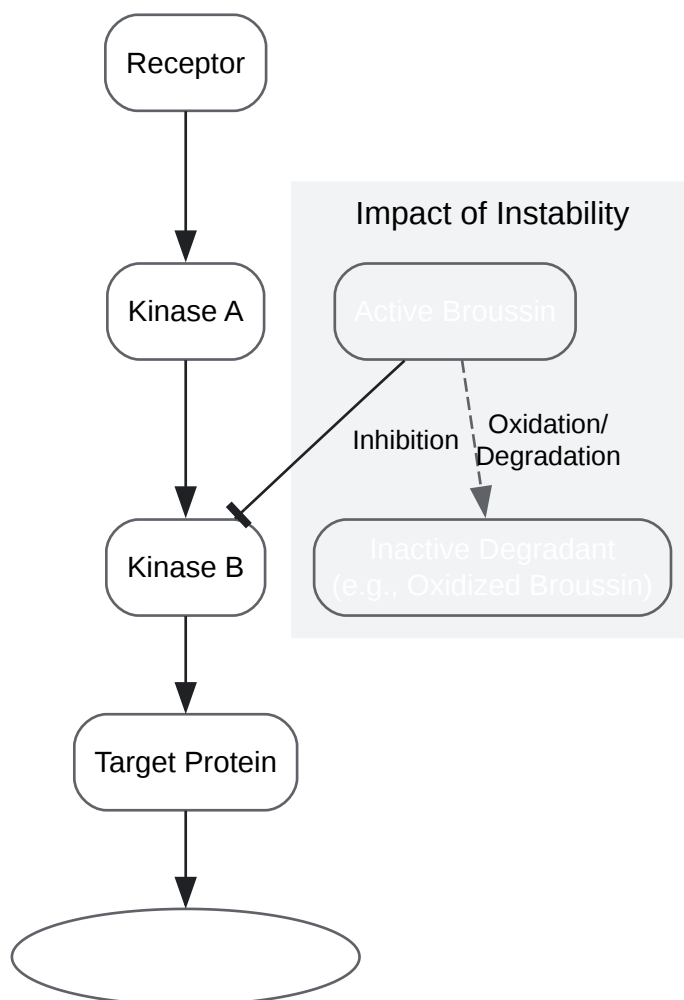 Receptor
Impact of Instability
Kinase A
Active Broussin
Inhibition
Oxidation/
Degradation
Kinase B
Inactive Degradant
(e.g., Oxidized Broussin)
Target Protein